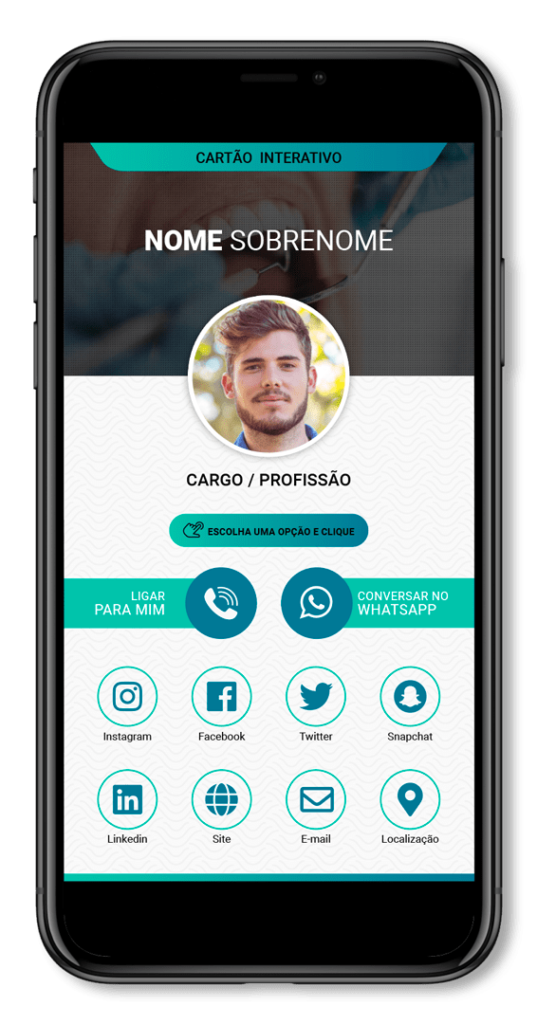 CARTÃO INTERATIVO
NOME SOBRENOME
CARGO / PROFISSÃO
ESCOLHA UMA OPÇÃO E CLIQUE
LIGAR
PARA MIM
CONVERSAR NO
WHATSAPP
Instagram
Facebook
Twitter
Snapchat
Linkedin
Site
E-mail
Localização